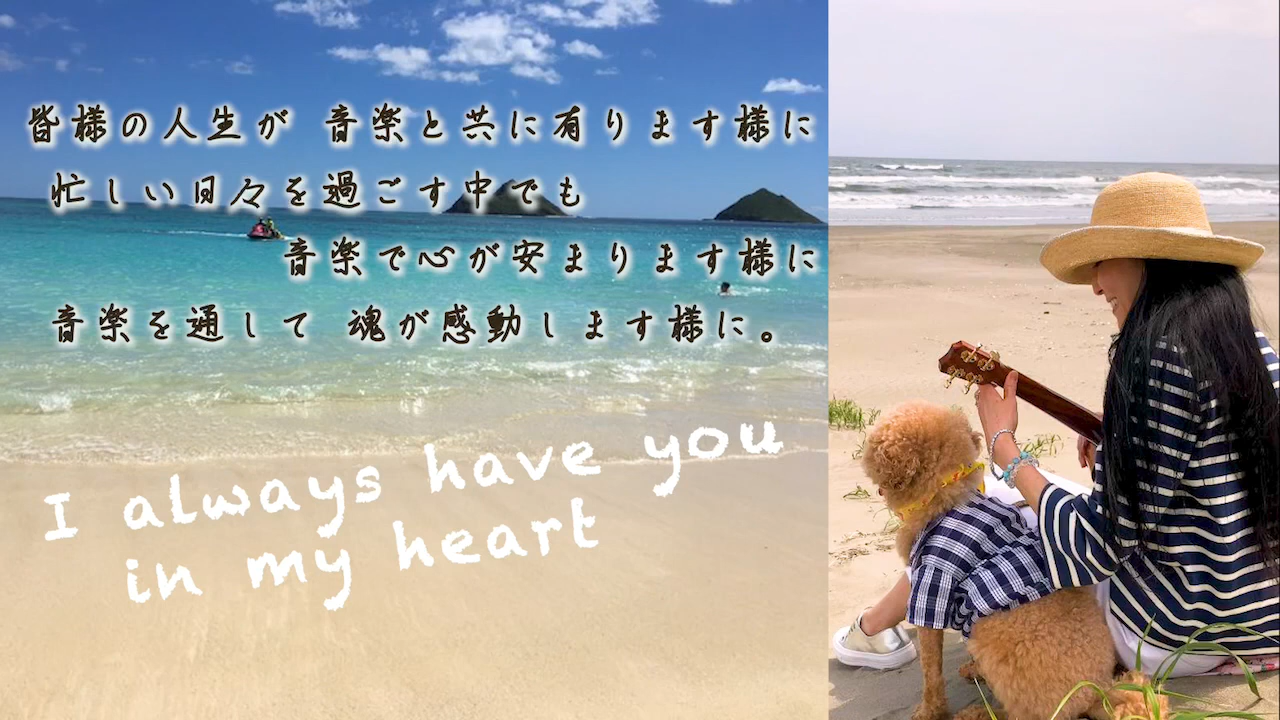 皆様の人生が 音楽と共に有ります様に
忙しい日々を過ごす中でも
音楽で心が安まります様に
音楽を通して 魂が感動します様に。
I always have you
in my heart